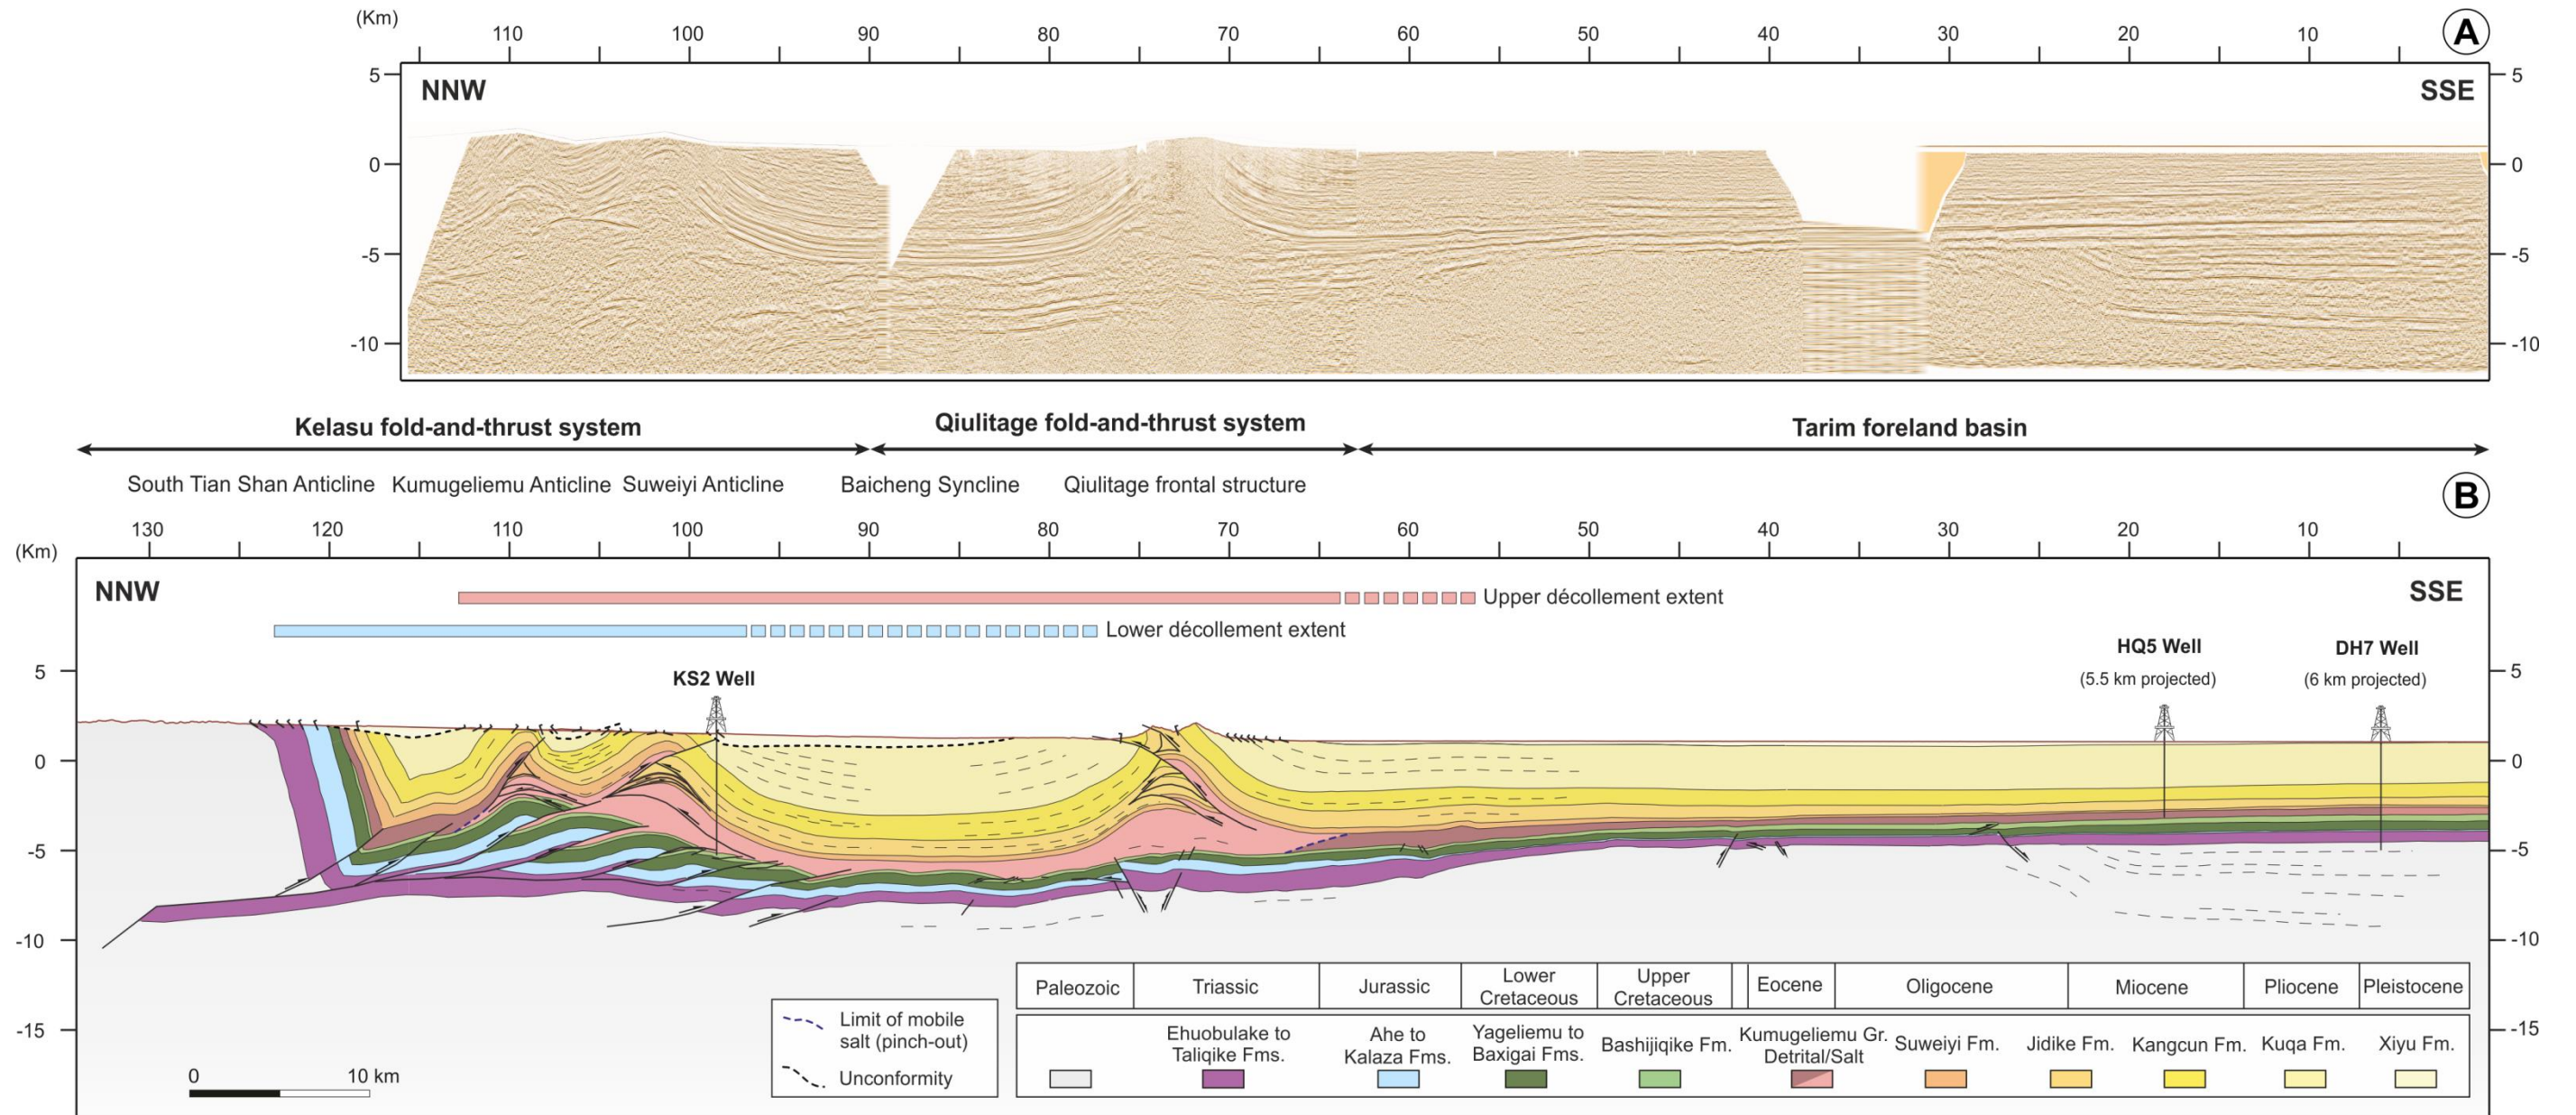 (Km) 110 100 90 80 70 60 50 40 30 20 10 A
5 NNW SSE 5
0 0
-5 -5
-10 -10
Kelasu fold-and-thrust system Qiulitage fold-and-thrust system Tarim foreland basin
South Tian Shan Anticline Kumugeliemu Anticline Suweiyi Anticline Baicheng Syncline Qiulitage frontal structure B
130 120 110 100 90 80 70 60 50 40 30 20 10
(Km)
NNW SSE
Upper décollement extent
Lower décollement extent
KS2 Well
HQ5 Well
(5.5 km projected)
DH7 Well
(6 km projected)
5 5
0 0
-5 -5
-10 -10
-15 -15
0 10 km
Limit of mobile
salt (pinch-out)
Unconformity
Paleozoic Triassic Jurassic Lower Cretaceous Upper Cretaceous Eocene Oligocene Miocene Pliocene Pleistocene
Ehuobulake to
Taliqike Fms.
Ahe to
Kalaza Fms.
Yageliemu to
Baxigai Fms.
Bashijiqike Fm.
Kumugeliemu Gr.
Detrital/Salt
Suweiyi Fm.
Jidike Fm.
Kangcun Fm.
Kuqa Fm.
Xiyu Fm.